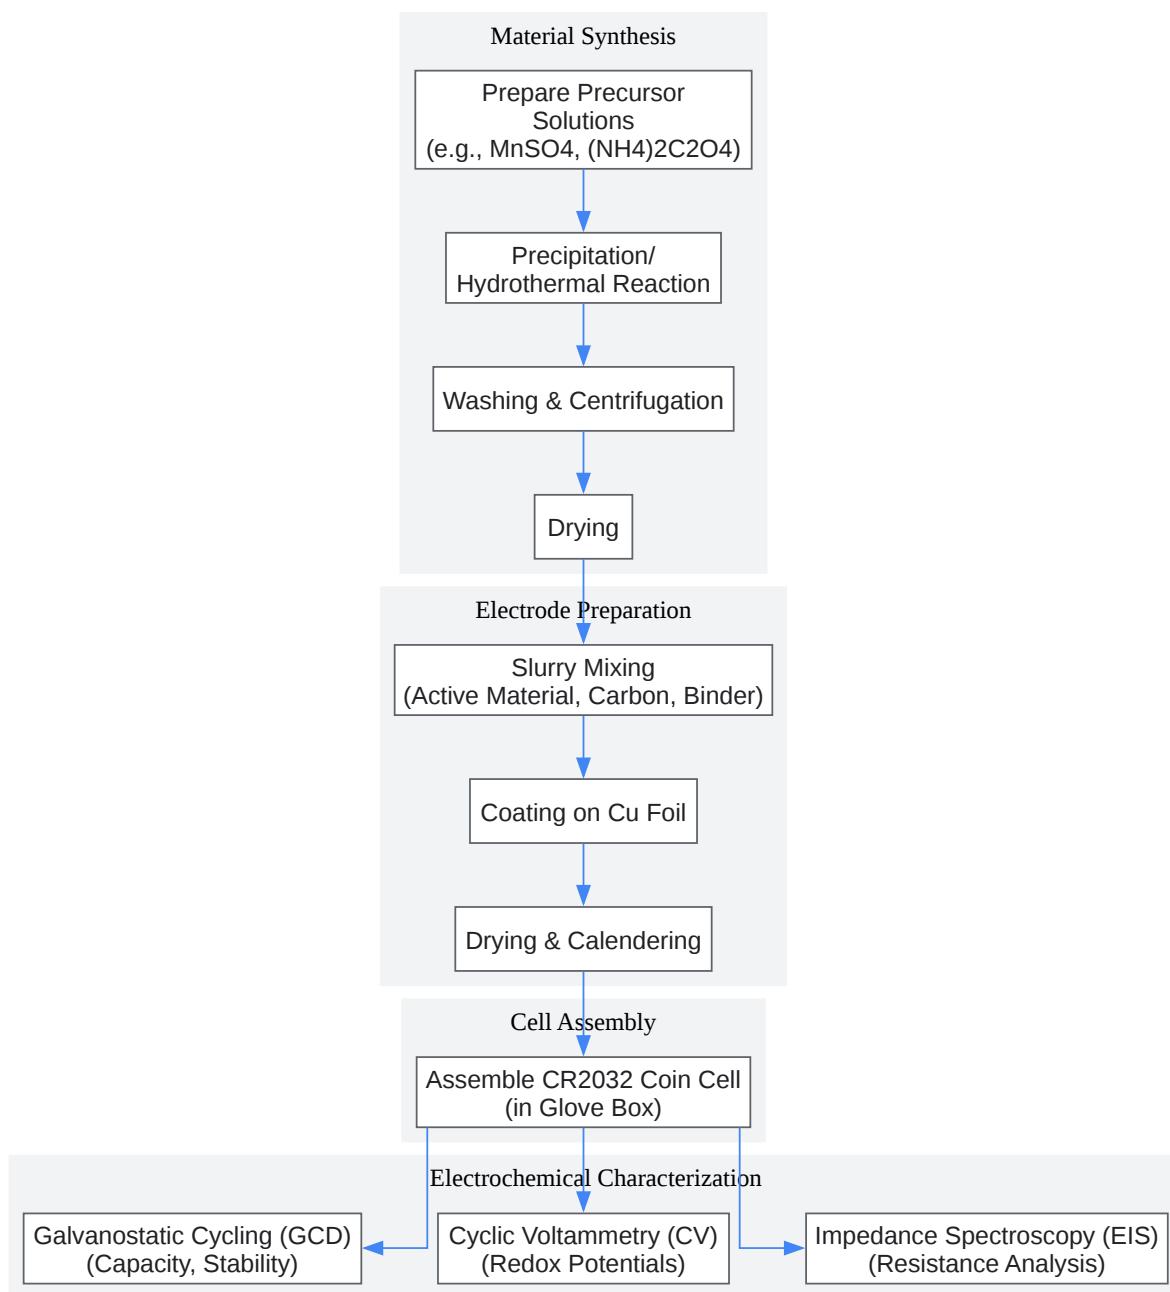 Material Synthesis
Prepare Precursor
Solutions
(e.g., MnSO4, (NH4)2C2O4)
Precipitation/
Hydrothermal Reaction
Washing & Centrifugation
Drying
Electrode Preparation
Slurry Mixing
(Active Material, Carbon, Binder)
Coating on Cu Foil
Drying & Calendering
Cell Assembly
Assemble CR2032 Coin Cell
(in Glove Box)
Electrochemical Characterization
Galvanostatic Cycling (GCD)
(Capacity, Stability)
Cyclic Voltammetry (CV)
(Redox Potentials)
Impedance Spectroscopy (EIS)
(Resistance Analysis)